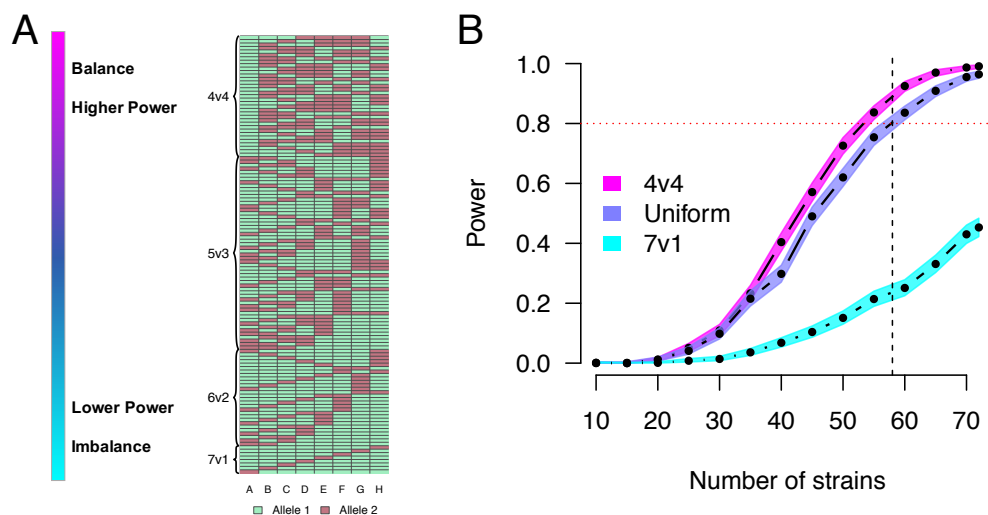 A
Balance
Higher Power
Lower Power
Imbalance
4v4
5v3
6v2
7v1
A B C D E F G H
Allele 1 Allele 2
B
1.0
0.8
0.6
0.4
0.2
0.0
Power
4v4
Uniform
7v1
10 20 30 40 50 60 70
Number of strains